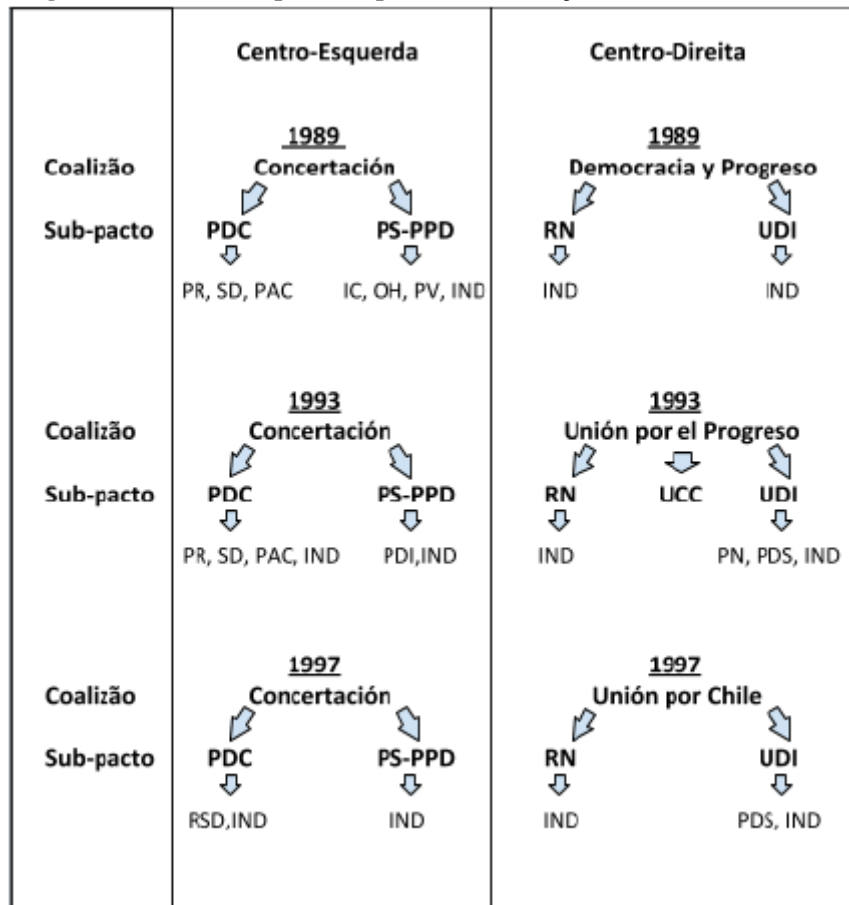 Centro-Esquerda Centro-Direita
1989 1989
Coalizão Concertación Democracia y Progreso
Sub-pacto PDC PS-PPD RN UDI
PR, SD, PAC IC, OH, PV, IND IND IND
1993 1993
Coalizão Concertación Unión por el Progreso
Sub-pacto PDC PS-PPD RN UCC UDI
PR, SD, PAC, IND PDI,IND IND PN, PDS, IND
1997 1997
Coalizão Concertación Unión por Chile
Sub-pacto PDC PS-PPD RN UDI
RSD,IND IND IND PDS, IND